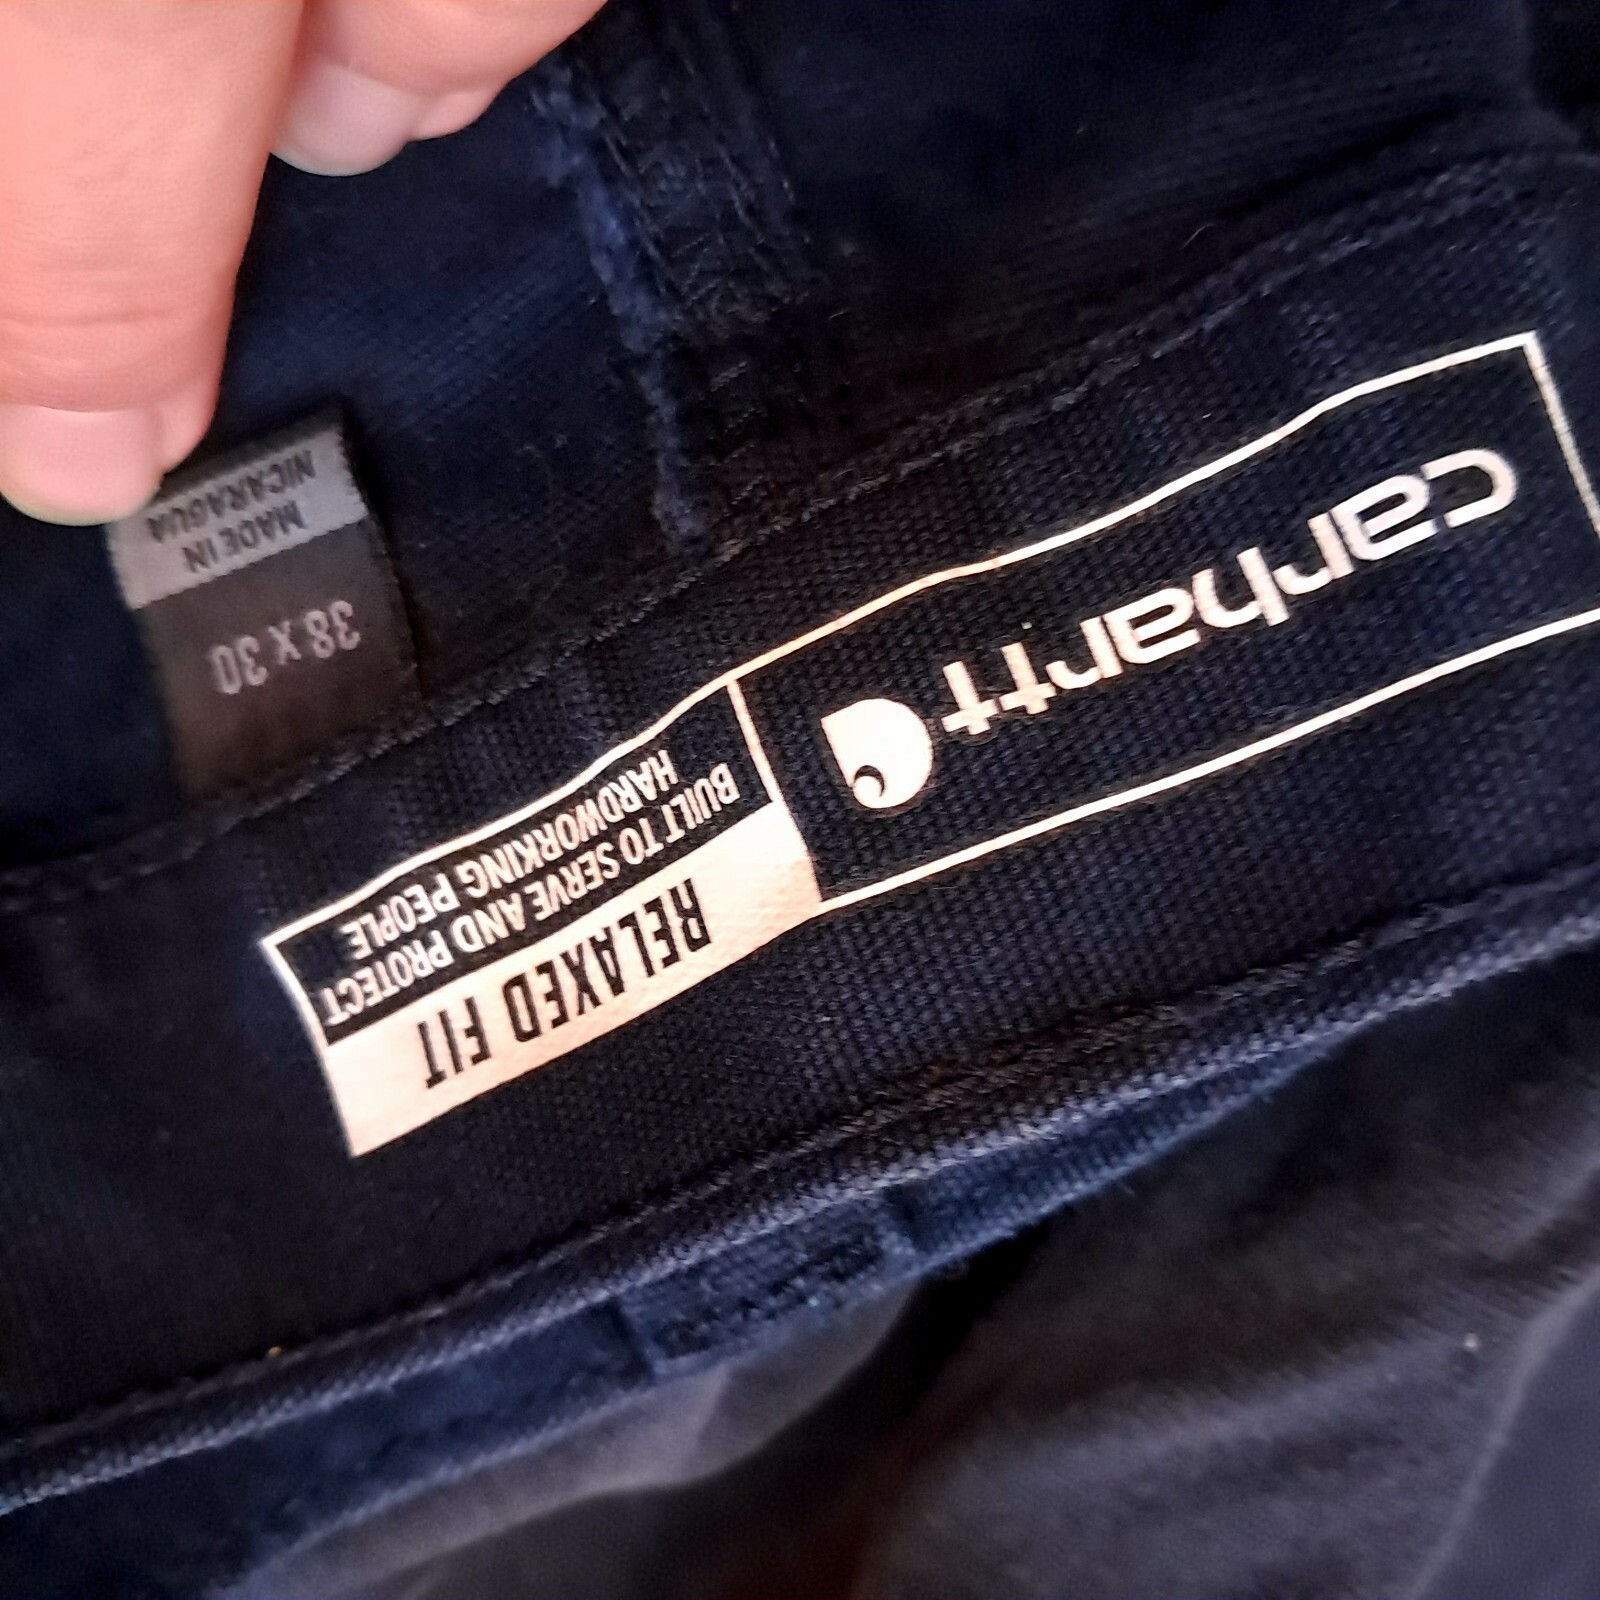 carhartt
RELAXED FIT
BUILT TO SERVE AND PROTECT
HARDWORKING PEOPLE
38 X 30
MADE IN
NICARAGUA